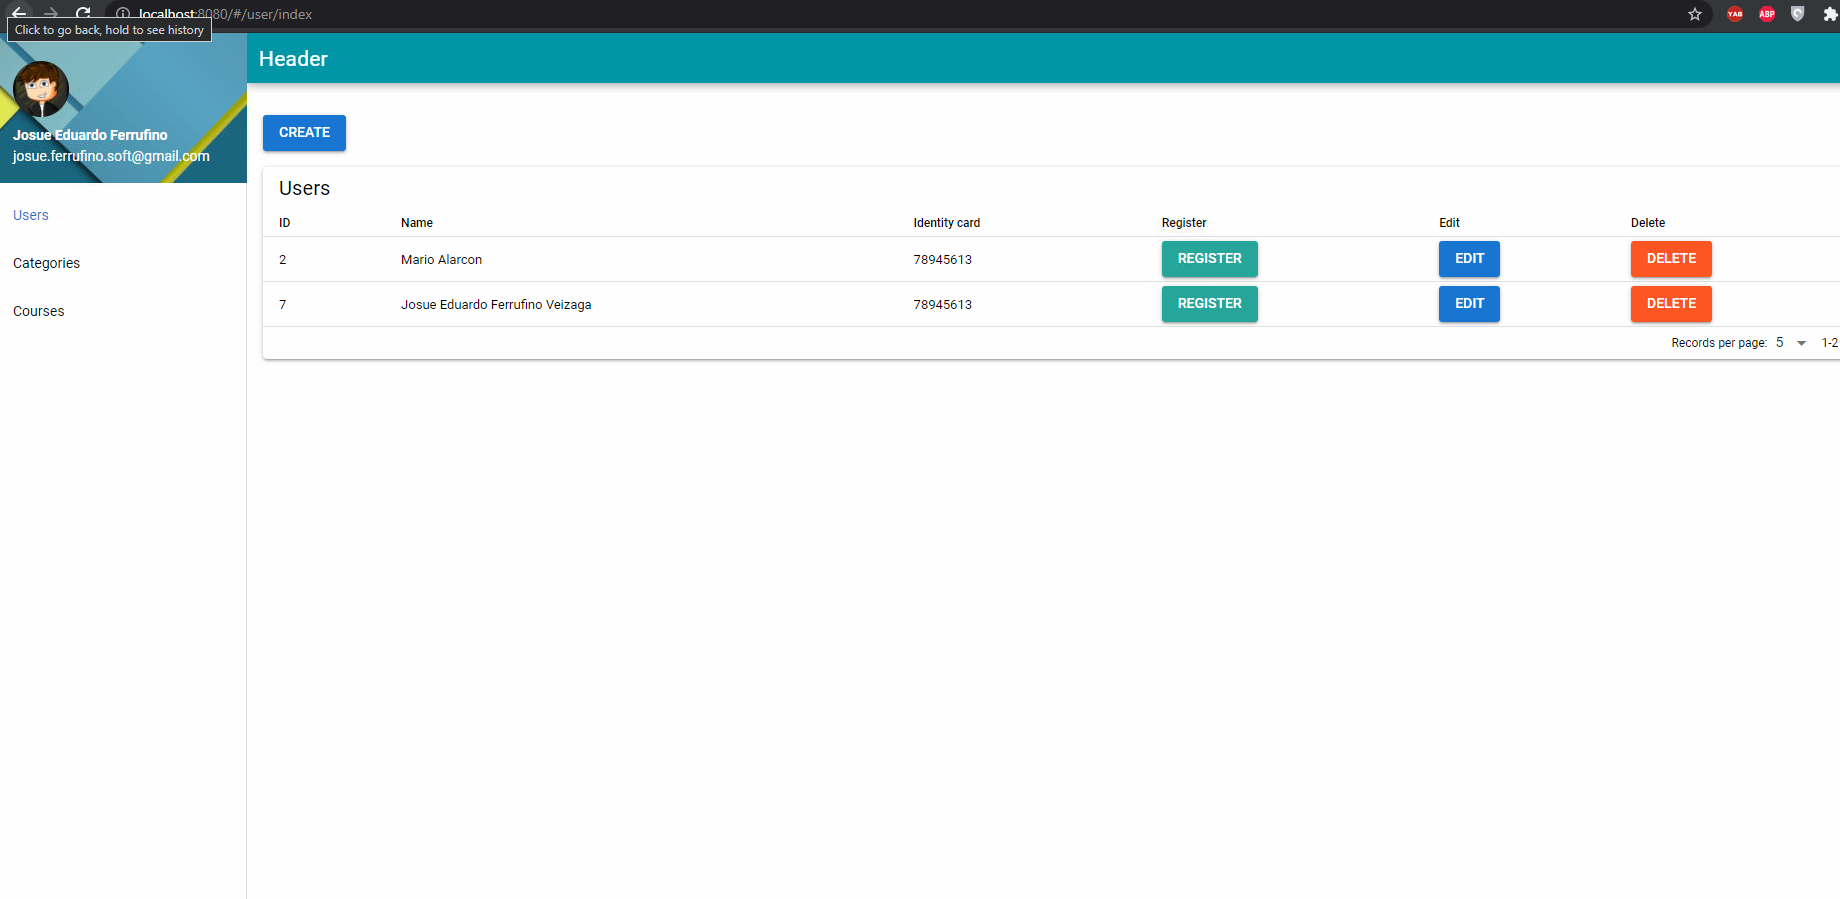 localhost:8080/#/user/index
YAB
ABP
Click to go back, hold to see history
Header
Josue Eduardo Ferrufino
josue.ferrufino.soft@gmail.com
Users
Categories
Courses
CREATE
Users
ID Name Identity card Register Edit Delete
2 Mario Alarcon 78945613 REGISTER EDIT DELETE
7 Josue Eduardo Ferrufino Veizaga 78945613 REGISTER EDIT DELETE
Records per page: 5 1-2